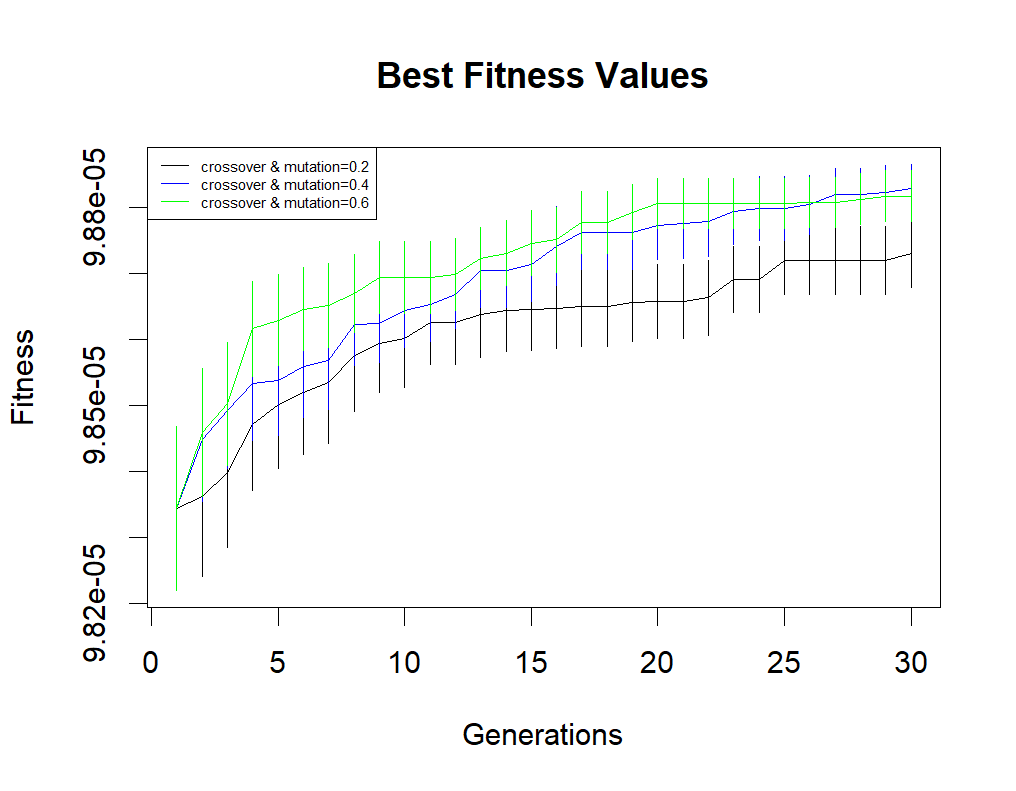 Best Fitness Values
crossover & mutation=0.2
crossover & mutation=0.4
crossover & mutation=0.6
Fitness
9.88e-05
9.85e-05
9.82e-05
0 5 10 15 20 25 30
Generations